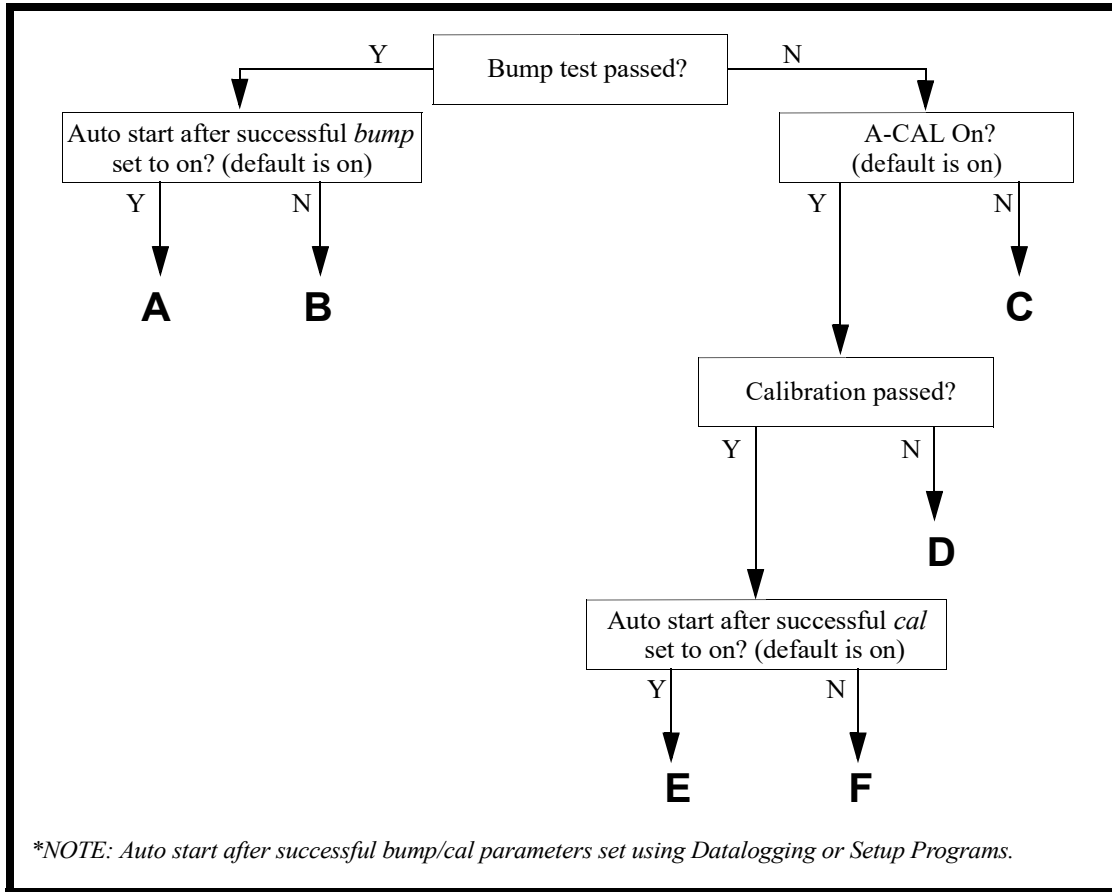 Y
Bump test passed?
N
Auto start after successful bump
set to on? (default is on)
A-CAL On?
(default is on)
Y
N
Y
N
A
B
C
Calibration passed?
Y
N
D
Auto start after successful cal
set to on? (default is on)
Y
N
E
F
*NOTE: Auto start after successful bump/cal parameters set using Datalogging or Setup Programs.